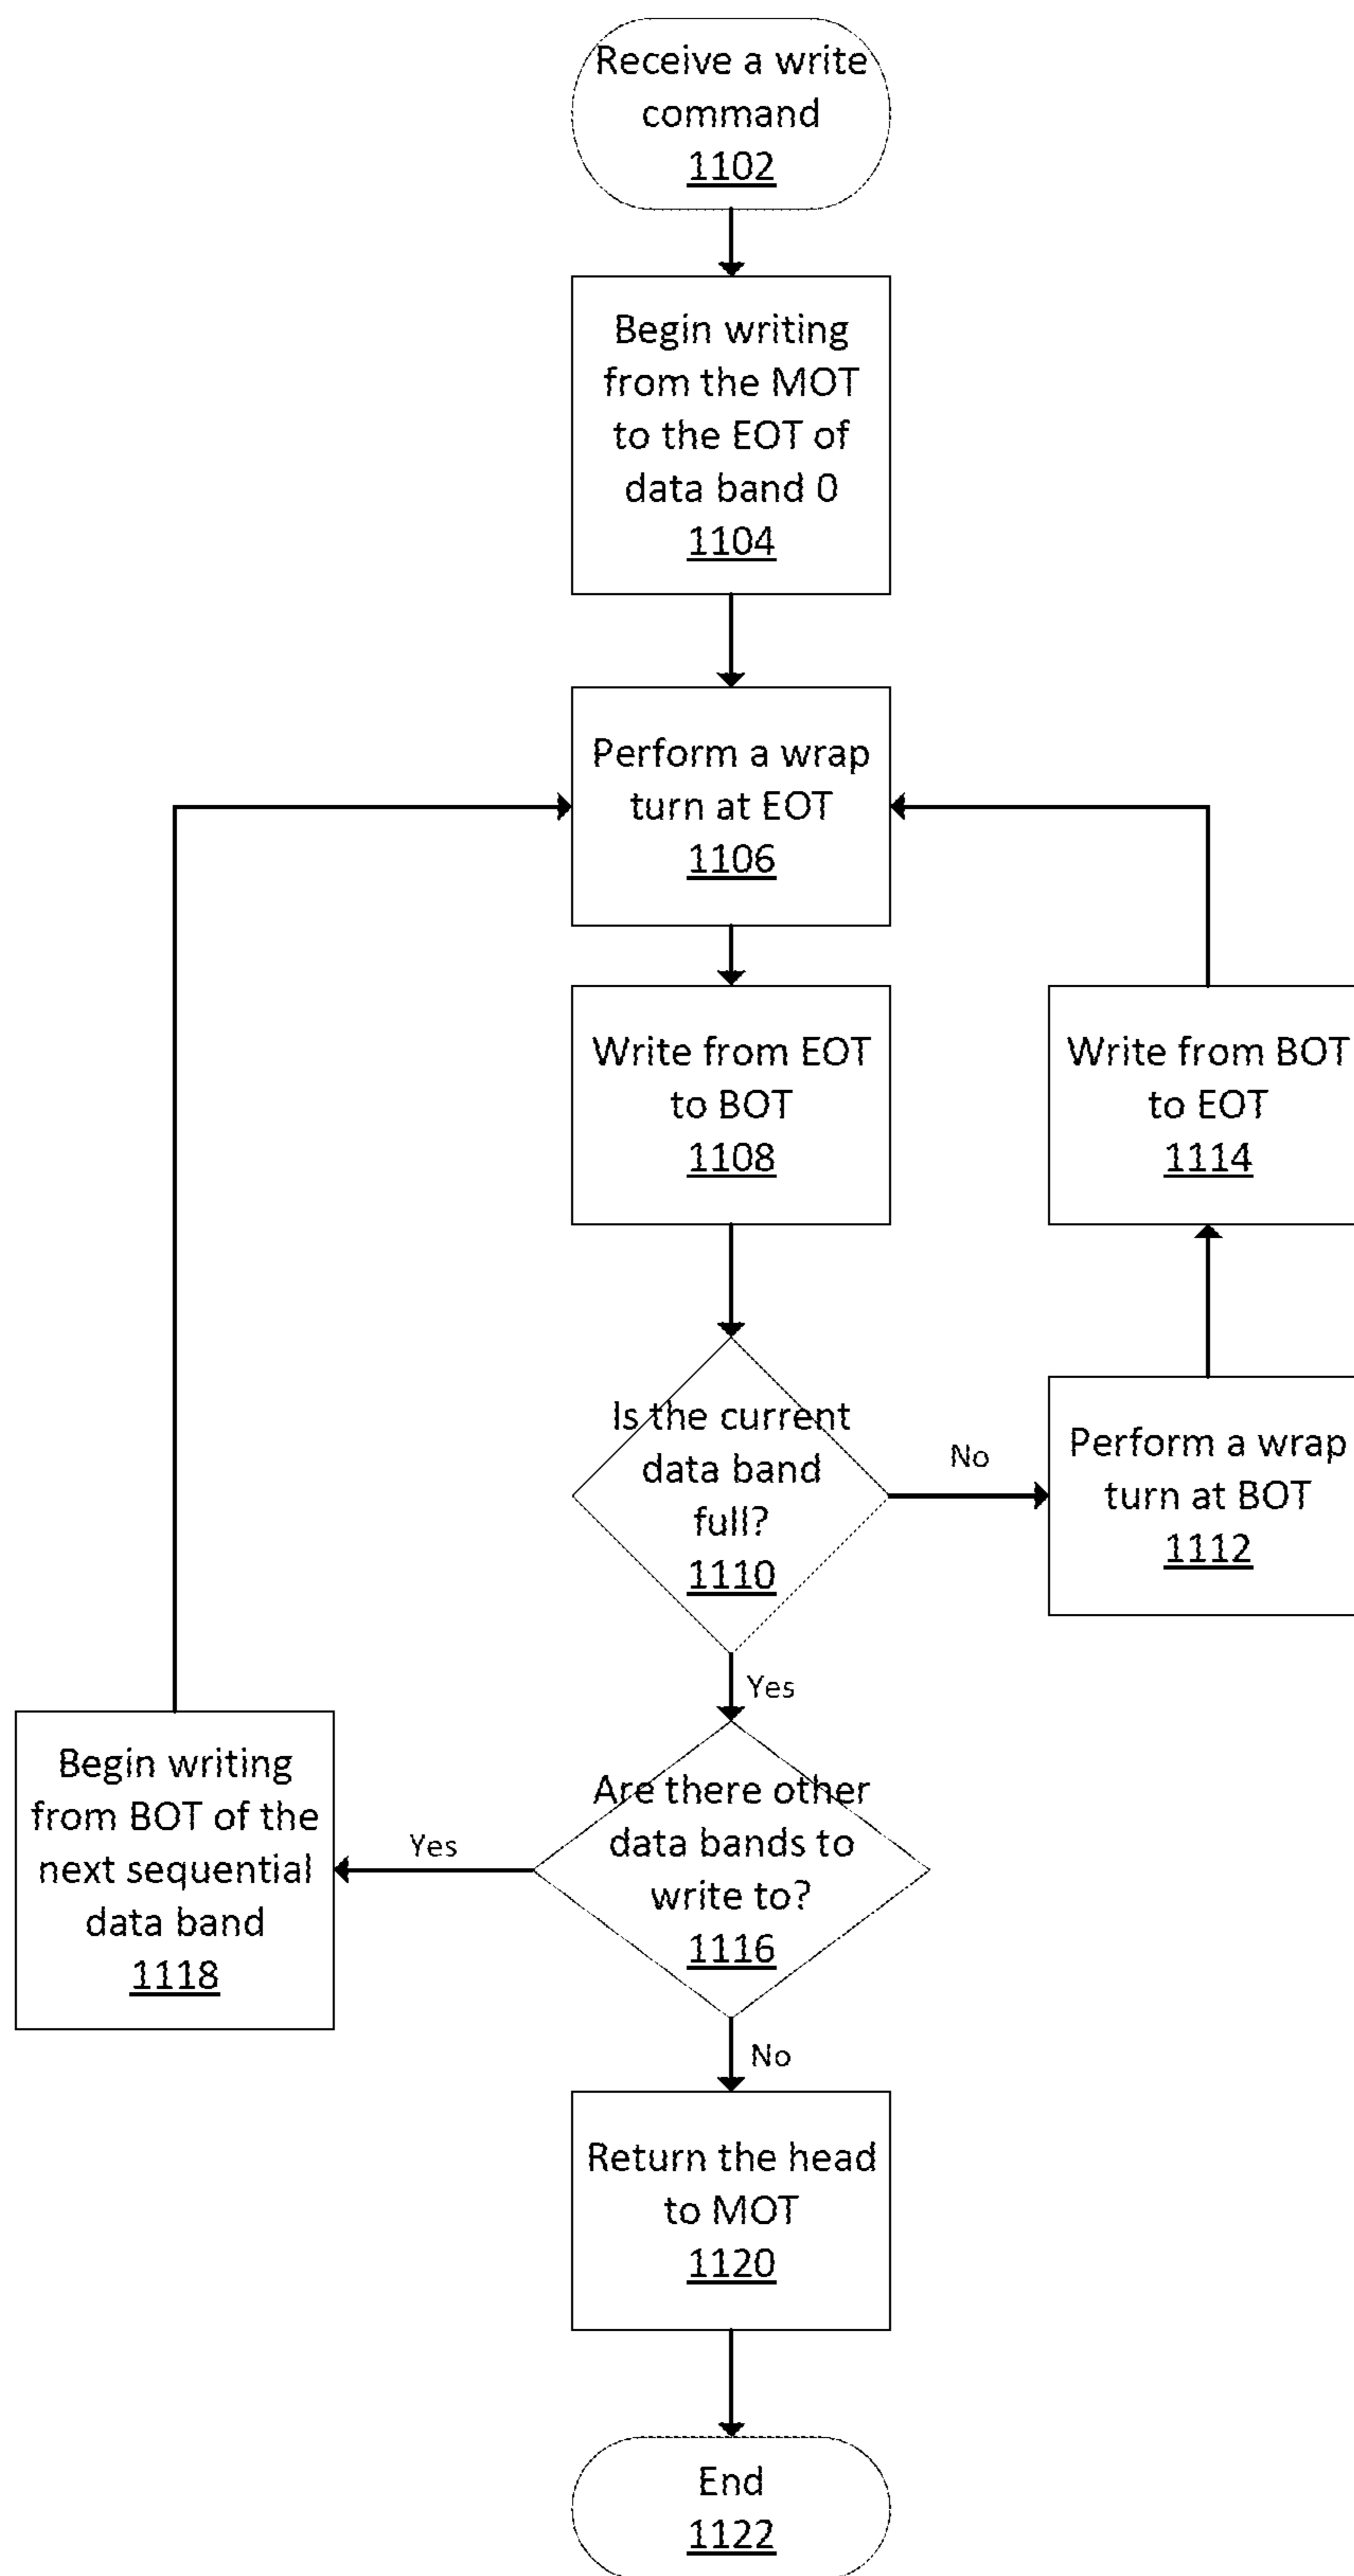 Receive a write
command
1102
Begin writing
from the MOT
to the EOT of
data band 0
1104
Perform a wrap
turn at EOT
1106
Write from EOT
to BOT
1108
Write from BOT
to EOT
1114
Is the current
data band
full?
1110
No
Perform a wrap
turn at BOT
1112
Yes
Are there other
data bands to
write to?
1116
Yes
Begin writing
from BOT of the
next sequential
data band
1118
No
Return the head
to MOT
1120
End
1122